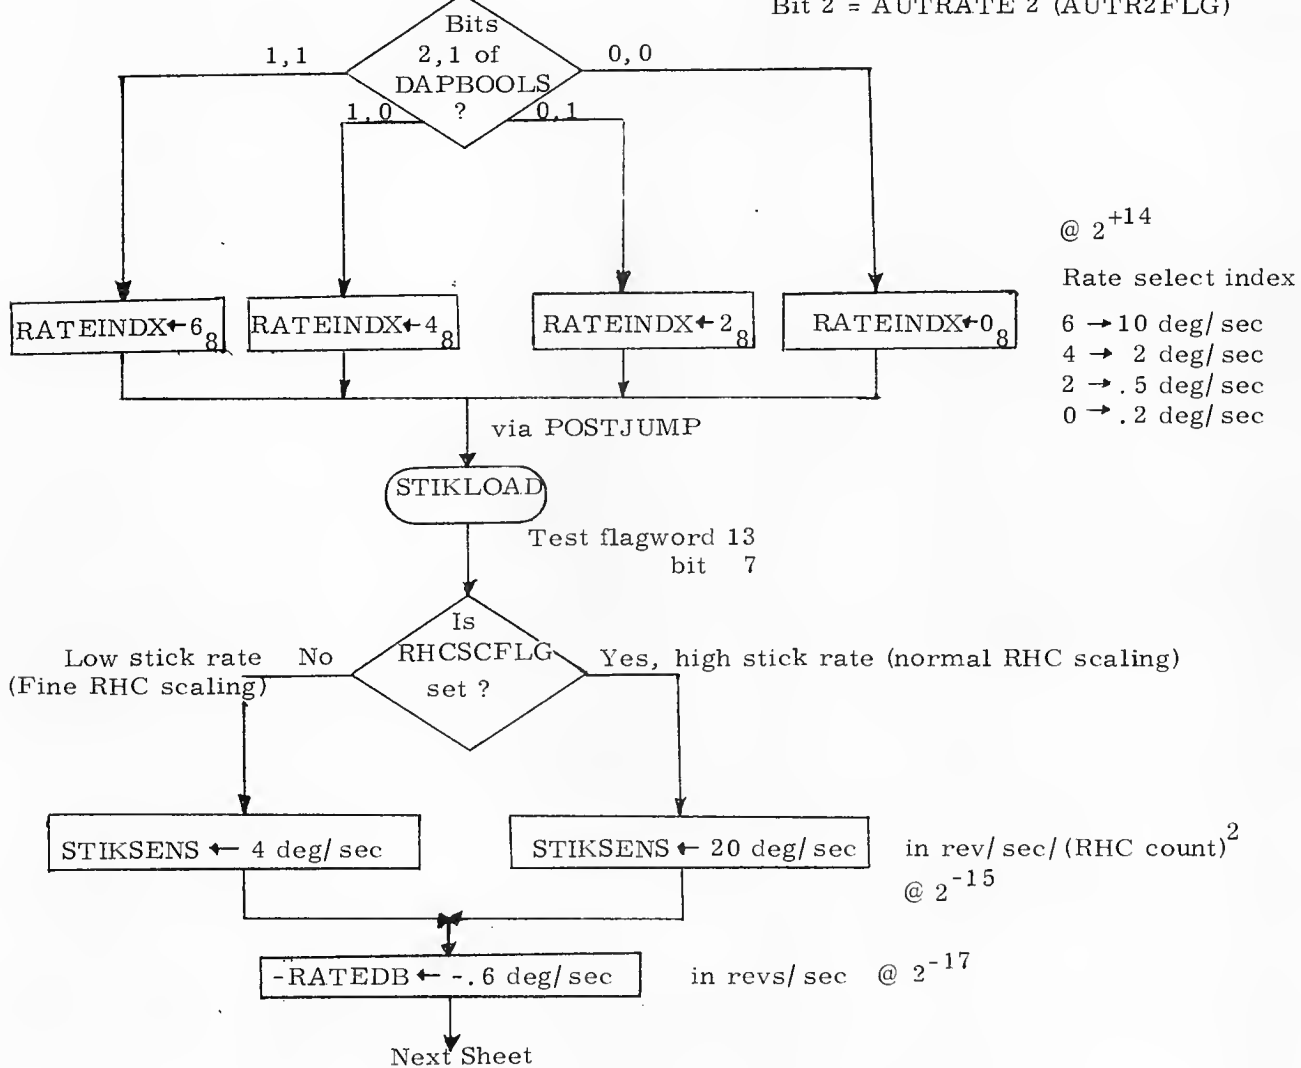 Bit 2 = AUTRATE 2 (AUTR2FLG)
Bits
2,1 of
DAPBOOLS
?
1,1
0,0
1,0
0,1
RATEINDX←6₈
RATEINDX←4₈
RATEINDX←2₈
RATEINDX←0₈
@ 2⁺¹⁴
Rate select index
6 → 10 deg/sec
4 → 2 deg/sec
2 → .5 deg/sec
0 → .2 deg/sec
via POSTJUMP
STIKLOAD
Test flagword 13
bit 7
Is
RHCSCFLG
set ?
Low stick rate No
(Fine RHC scaling)
Yes, high stick rate (normal RHC scaling)
STIKSENS ← 4 deg/sec
STIKSENS ← 20 deg/sec
in rev/sec/(RHC count)²
@ 2⁻¹⁵
-RATEDB ← -.6 deg/sec
in revs/sec @ 2⁻¹⁷
Next Sheet